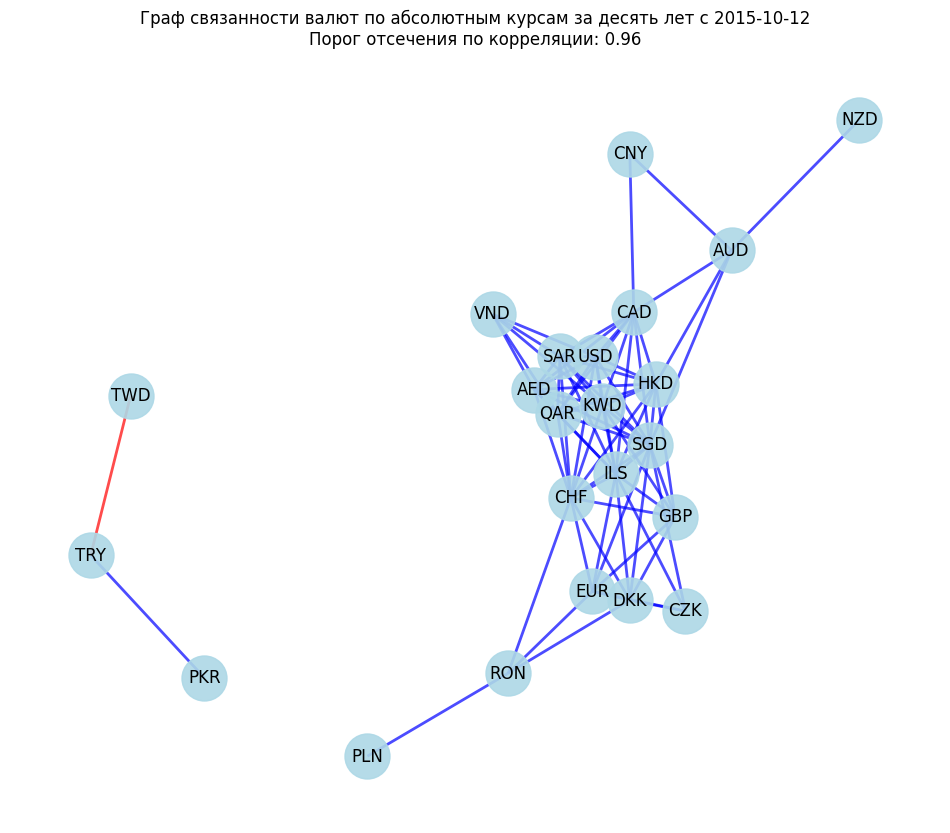 Граф связанности валют по абсолютным курсам за десять лет с 2015-10-12
Порог отсечения по корреляции: 0.96
NZD
CNY
AUD
VND
CAD
SAR
USD
HKD
AED
TWD
KWD
QAR
SGD
ILS
CHF
GBP
TRY
EUR
DKK
CZK
RON
PKR
PLN